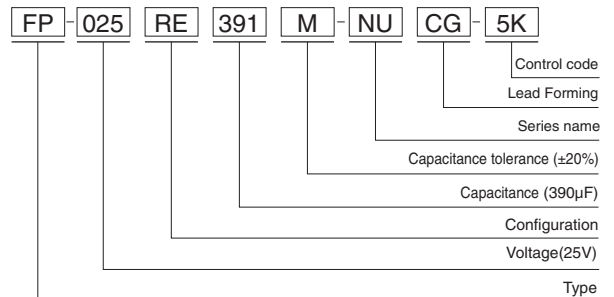 FP-025 RE 391 M-NU CG-5K
Control code
Lead Forming
Series name
Capacitance tolerance (±20%)
Capacitance (390µF)
Configuration
Voltage(25V)
Type